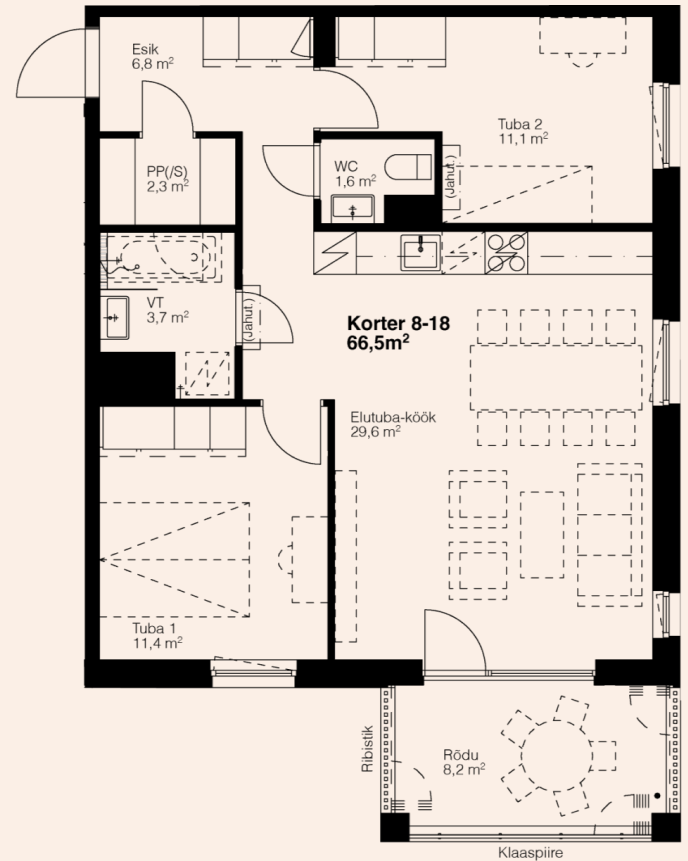 Esik
6,8 m²
Tuba 2
11,1 m²
PP(/S)
2,3 m²
WC
1,6 m²
(Jahut.)
VT
3,7 m²
(Jahut.)
Korter 8-18
66,5m²
Elutuba-köök
29,6 m²
Tuba 1
11,4 m²
Ribistik
Rõdu
8,2 m²
Klaaspiire